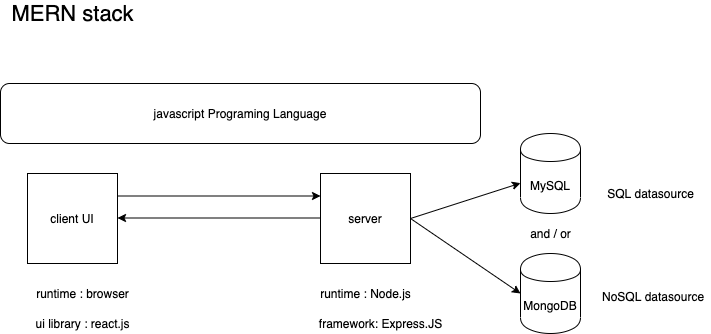 MERN stack
javascript Programing Language
MySQL
SQL datasource
client UI
server
and / or
runtime : browser
runtime : Node.js
MongoDB
NoSQL datasource
ui library : react.js
framework: Express.JS